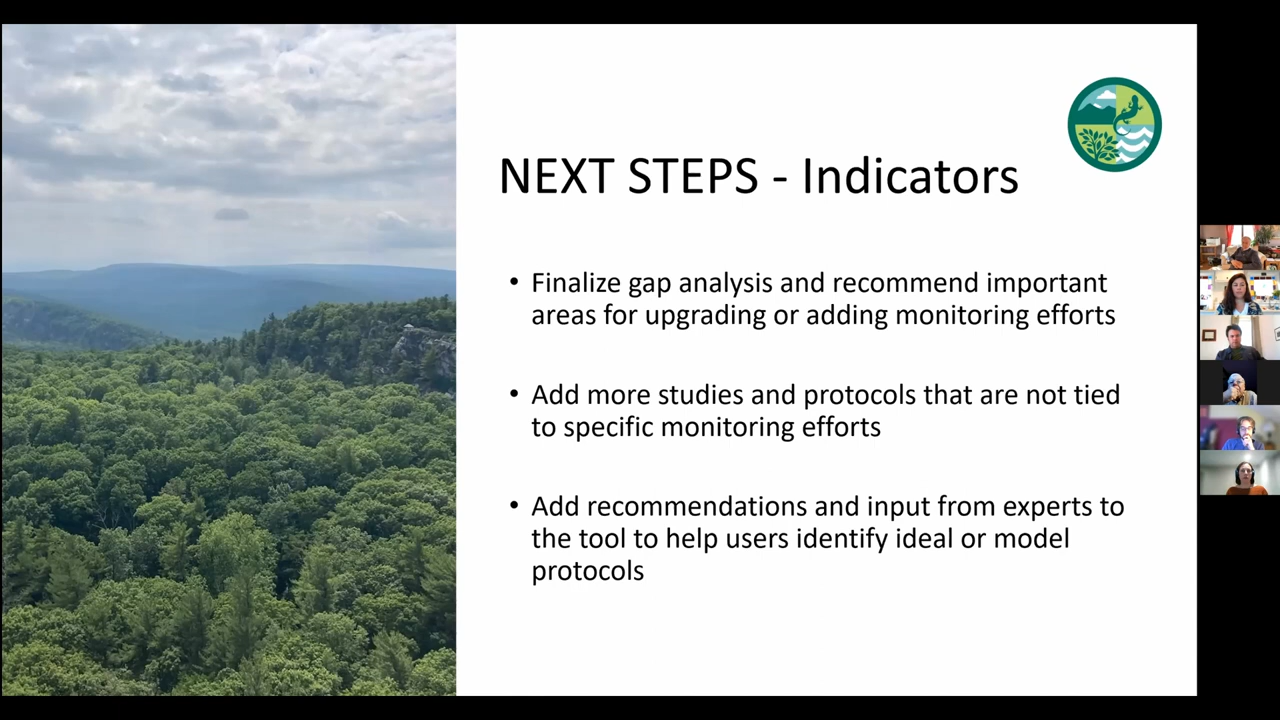 NEXT STEPS - Indicators
• Finalize gap analysis and recommend important
areas for upgrading or adding monitoring efforts
• Add more studies and protocols that are not tied
to specific monitoring efforts
• Add recommendations and input from experts to
the tool to help users identify ideal or model
protocols